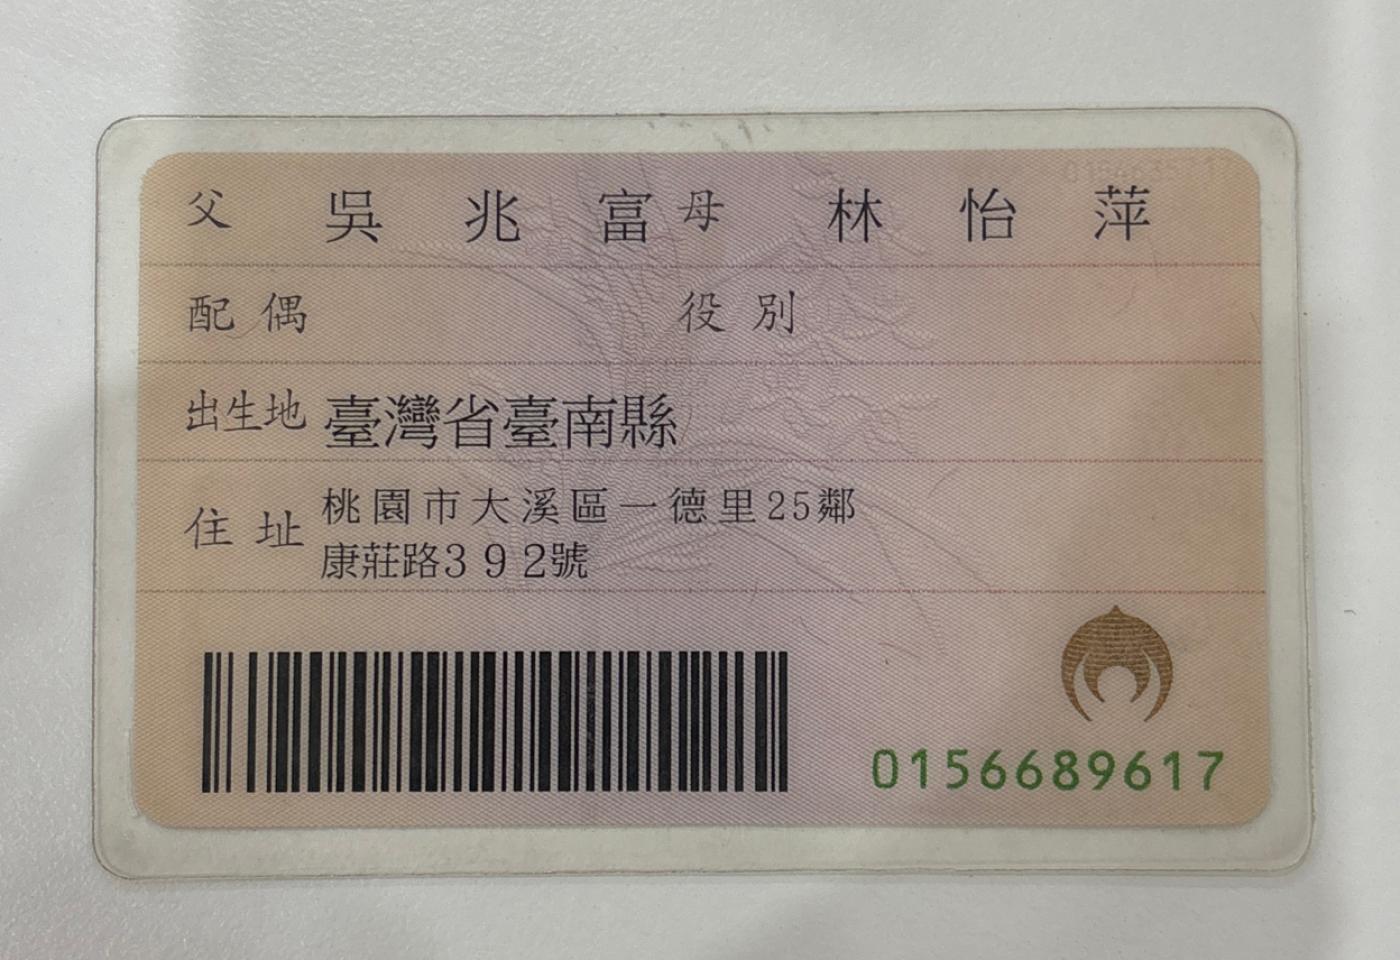 父 吳兆富 母 林怡萍
配偶 役別
出生地 臺灣省臺南縣
住址 桃園市大溪區一德里25鄰
康莊路392號
0156689617